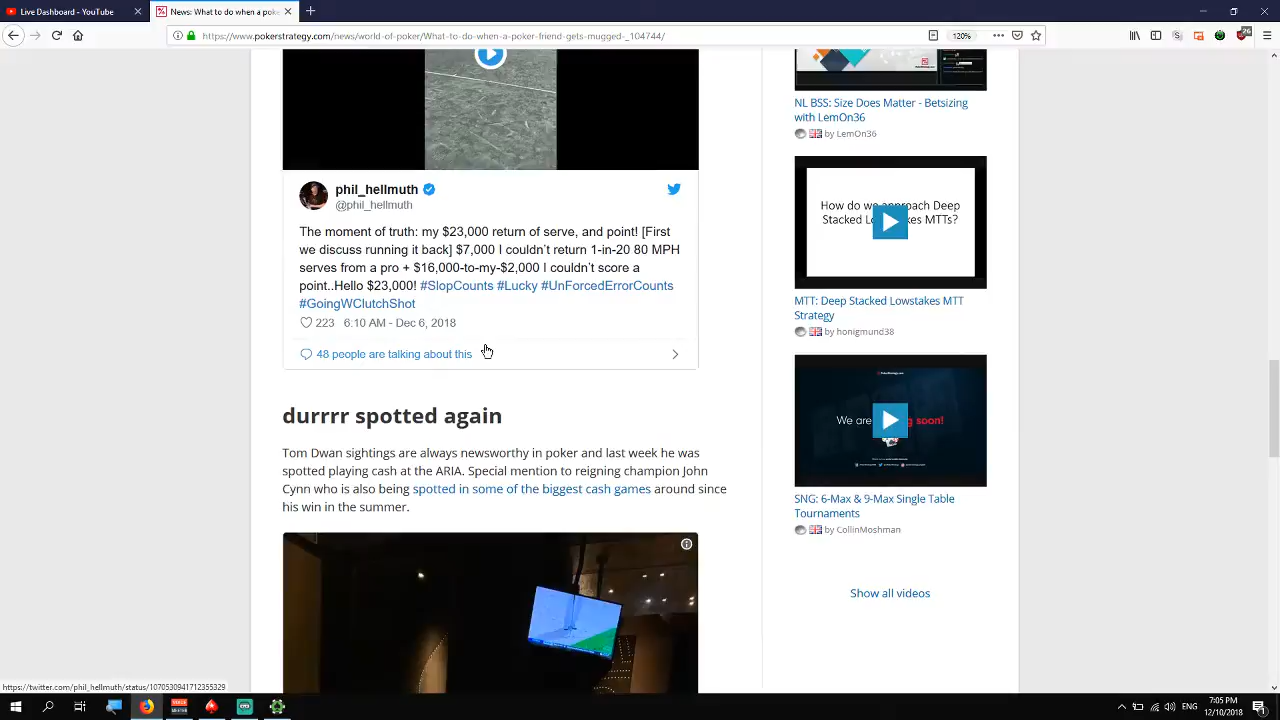 Live Dashboard - YouTube
News: What to do when a poke
https://www.pokerstrategy.com/news/world-of-poker/What-to-do-when-a-poker-friend-gets-mugged-_104744/
120%
phil_hellmuth
@phil_hellmuth
The moment of truth: my $23,000 return of serve, and point! [First
we discuss running it back] $7,000 I couldn't return 1-in-20 80 MPH
serves from a pro + $16,000-to-my-$2,000 I couldn't score a
point..Hello $23,000! #SlopCounts #Lucky #UnForcedErrorCounts
#GoingWClutchShot
223 6:10 AM - Dec 6, 2018
48 people are talking about this
durrrr spotted again
Tom Dwan sightings are always newsworthy in poker and last week he was
spotted playing cash at the ARIA. Special mention to reigning champion John
Cynn who is also being spotted in some of the biggest cash games around since
his win in the summer.
NL BSS: Size Does Matter - Betsizing
with LemOn36
by LemOn36
How do we approach Deep
Stacked Lowstakes MTTs?
MTT: Deep Stacked Lowstakes MTT
Strategy
by honigmund38
We are coming soon!
SNG: 6-Max & 9-Max Single Table
Tournaments
by CollinMoshman
Show all videos
https://twitter.com/phil_hellmuth/status/1070530941712355329
ENG
7:05 PM
12/10/2018